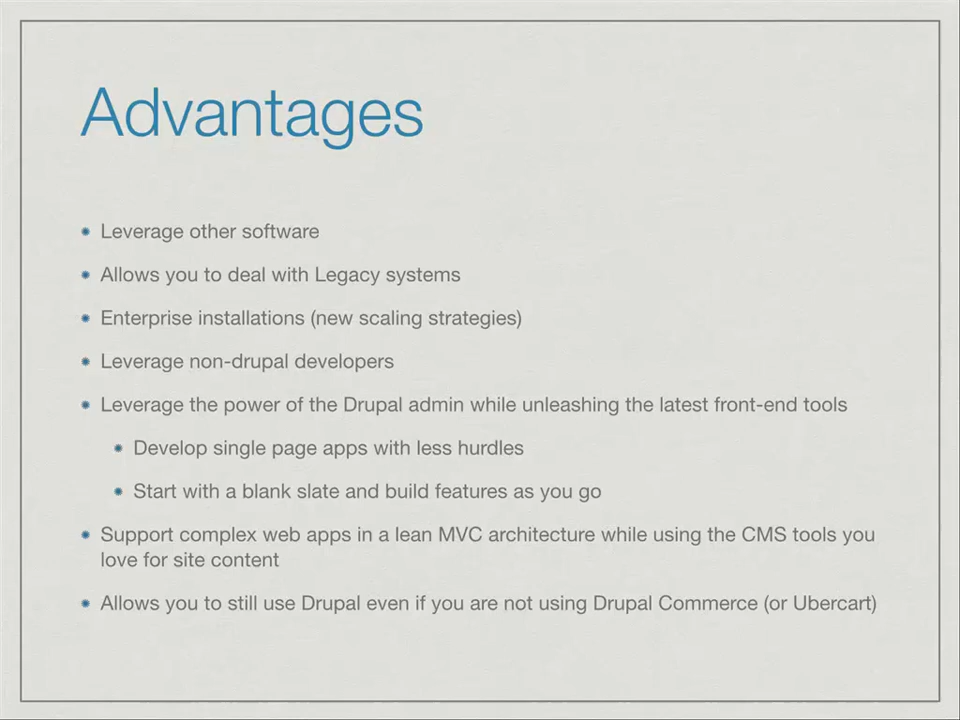 Advantages
Leverage other software
Allows you to deal with Legacy systems
Enterprise installations (new scaling strategies)
Leverage non-drupal developers
Leverage the power of the Drupal admin while unleashing the latest front-end tools
Develop single page apps with less hurdles
Start with a blank slate and build features as you go
Support complex web apps in a lean MVC architecture while using the CMS tools you
love for site content
Allows you to still use Drupal even if you are not using Drupal Commerce (or Ubercart)